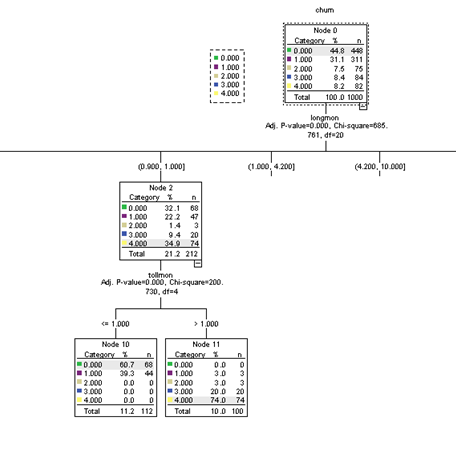 churn
Node 0
Category % n
0.000 44.8 448
1.000 31.1 311
2.000 7.5 75
3.000 8.4 84
4.000 8.2 82
Total 100.0 1000
0.000
1.000
2.000
3.000
4.000
longmon
Adj. P-value=0.000, Chi-square=685.
761, df=20
(0.900, 1.000]
(1.000, 4.200]
(4.200, 10.000]
Node 2
Category % n
0.000 32.1 68
1.000 22.2 47
2.000 1.4 3
3.000 9.4 20
4.000 34.9 74
Total 21.2 212
tollmon
Adj. P-value=0.000, Chi-square=200.
730, df=4
<= 1.000
> 1.000
Node 10
Category % n
0.000 60.7 68
1.000 39.3 44
2.000 0.0 0
3.000 0.0 0
4.000 0.0 0
Total 11.2 112
Node 11
Category % n
0.000 0.0 0
1.000 3.0 3
2.000 3.0 3
3.000 20.0 20
4.000 74.0 74
Total 10.0 100